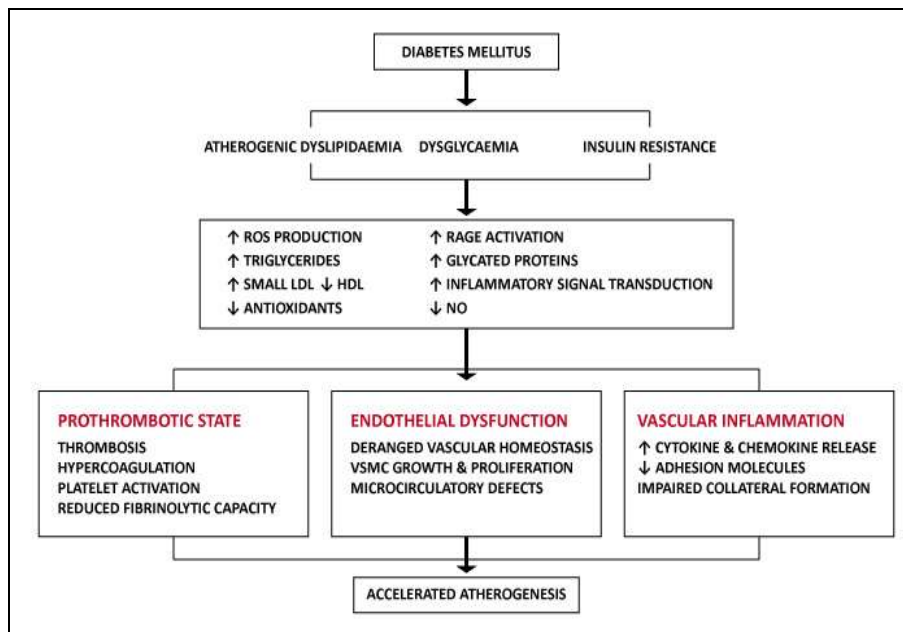 DIABETES MELLITUS
ATHEROGENIC DYSLIPIDAEMIA DYSGLYCAEMIA INSULIN RESISTANCE
↑ ROS PRODUCTION ↑ RAGE ACTIVATION
↑ TRIGLYCERIDES ↑ GLYCATED PROTEINS
↑ SMALL LDL ↓ HDL ↑ INFLAMMATORY SIGNAL TRANSDUCTION
↓ ANTIOXIDANTS ↓ NO
PROTHROMBOTIC STATE
THROMBOSIS
HYPERCOAGULATION
PLATELET ACTIVATION
REDUCED FIBRINOLYTIC CAPACITY
ENDOTHELIAL DYSFUNCTION
DERANGED VASCULAR HOMEOSTASIS
VSMC GROWTH & PROLIFERATION
MICROCIRCULATORY DEFECTS
VASCULAR INFLAMMATION
↑ CYTOKINE & CHEMOKINE RELEASE
↓ ADHESION MOLECULES
IMPAIRED COLLATERAL FORMATION
ACCELERATED ATHEROGENESIS